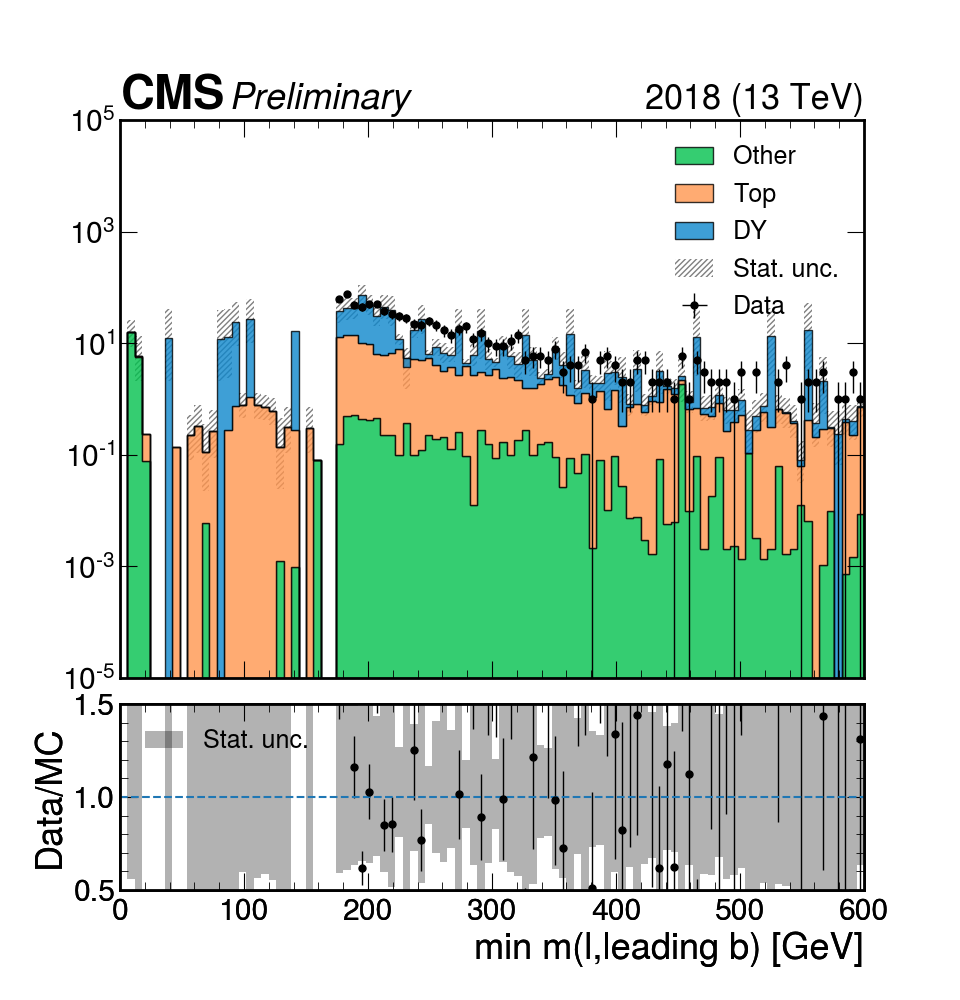 CMS Preliminary 2018 (13 TeV)
10^5
10^3
10^1
10^-1
10^-3
10^-5
Other
Top
DY
Stat. unc.
Data
1.5
1.0
0.5
Data/MC
Stat. unc.
0 100 200 300 400 500 600
min m(l,leading b) [GeV]